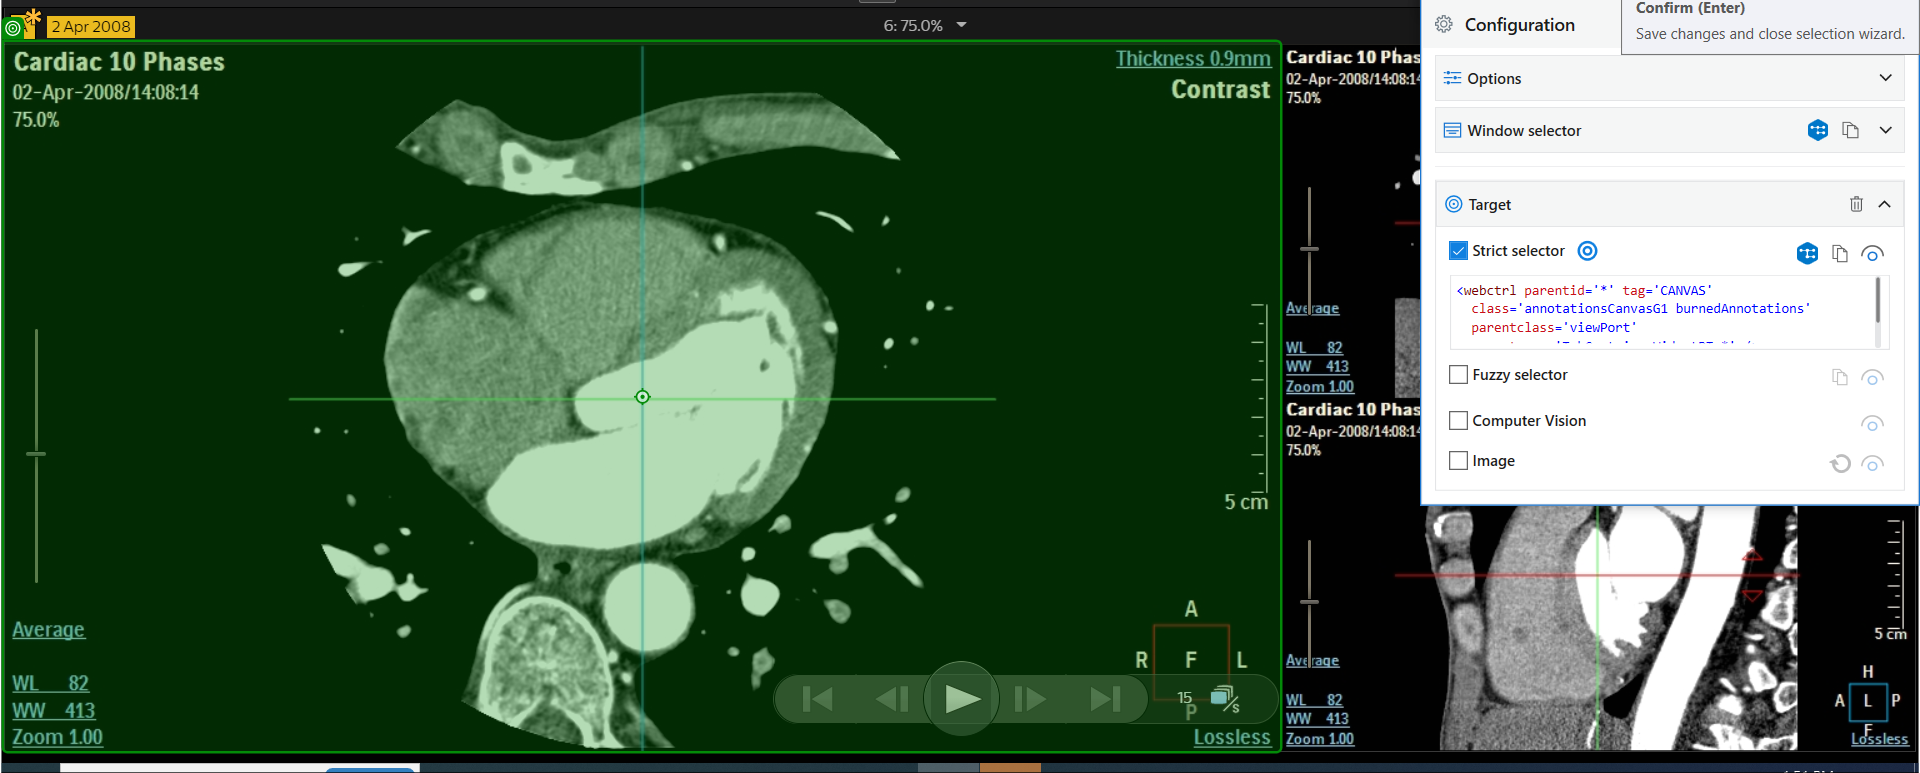 2 Apr 2008
6: 75.0%
Cardiac 10 Phases
02-Apr-2008/14:08:14
75.0%
Thickness 0.9mm
Contrast
5 cm
Average
WL 82
WW 413
Zoom 1.00
A
R F L
P
15
/s
Lossless
Cardiac 10 Phas
02-Apr-2008/14:08:14
75.0%
Average
WL 82
WW 413
Zoom 1.00
Cardiac 10 Phas
02-Apr-2008/14:08:14
75.0%
Average
WL 82
WW 413
Zoom 1.00
5 cm
H
A L P
F
Lossless
Configuration
Confirm (Enter)
Save changes and close selection wizard.
Options
Window selector
Target
Strict selector
<webctrl parentid='*' tag='CANVAS'
class='annotationsCanvasG1 burnedAnnotations'
parentclass='viewPort'
Fuzzy selector
Computer Vision
Image